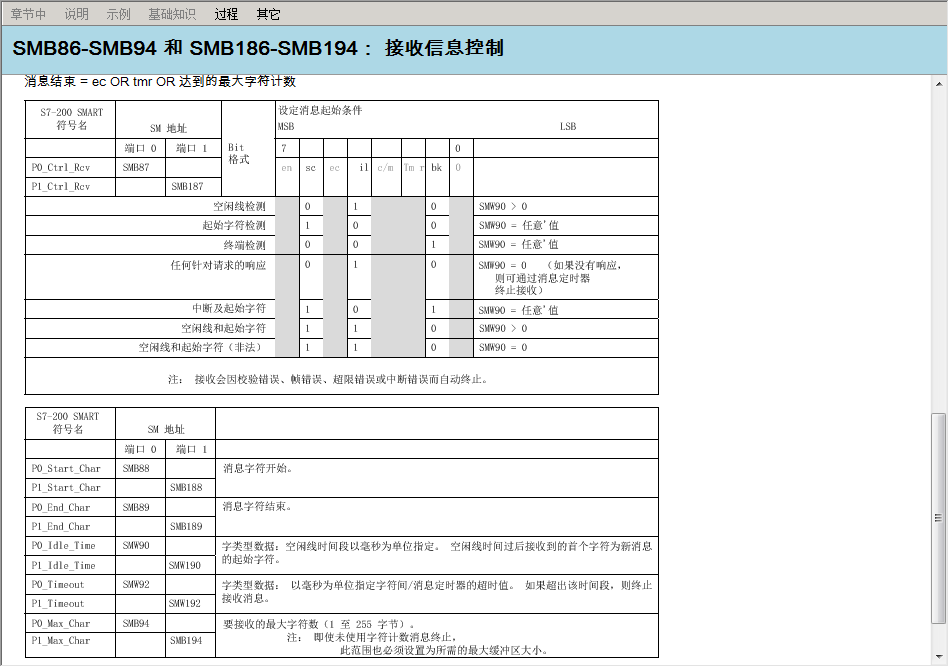 章节中 说明 示例 基础知识 过程 其它
SMB86-SMB94 和 SMB186-SMB194： 接收信息控制
消息结束 = ec OR tmr OR 达到的最大字符计数
S7-200 SMART 符号名 SM 地址 Bit 格式 设定消息起始条件
MSB LSB
端口 0 端口 1 7 0
P0_Ctrl_Rcv SMB87 en sc ec il c/m Tm r bk 0
P1_Ctrl_Rcv SMB187
空闲线检测 0 1 0 SMW90 > 0
起始字符检测 1 0 0 SMW90 = 任意'值
终端检测 0 0 1 SMW90 = 任意'值
任何针对请求的响应 0 1 0 SMW90 = 0 （如果没有响应，
则可通过消息定时器
终止接收）
中断及起始字符 1 0 1 SMW90 = 任意'值
空闲线和起始字符 1 1 0 SMW90 > 0
空闲线和起始字符（非法） 1 1 0 SMW90 = 0
注： 接收会因校验错误、帧错误、超限错误或中断错误而自动终止。
S7-200 SMART
符号名 SM 地址
端口 0 端口 1
P0_Start_Char SMB88 消息字符开始。
P1_Start_Char SMB188
P0_End_Char SMB89 消息字符结束。
P1_End_Char SMB189
P0_Idle_Time SMW90 字类型数据：空闲线时间段以毫秒为单位指定。 空闲线时间过后接收到的首个字符为新消息
的起始字符。
P1_Idle_Time SMW190
P0_Timeout SMW92 字类型数据： 以毫秒为单位指定字符间/消息定时器的超时值。 如果超出该时间段，则终止
接收消息。
P1_Timeout SMW192
P0_Max_Char SMB94 要接收的最大字符数（1 至 255 字节）。
注： 即使未使用字符计数消息终止，
P1_Max_Char SMB194
此范围也必须设置为所需的最大缓冲区大小。